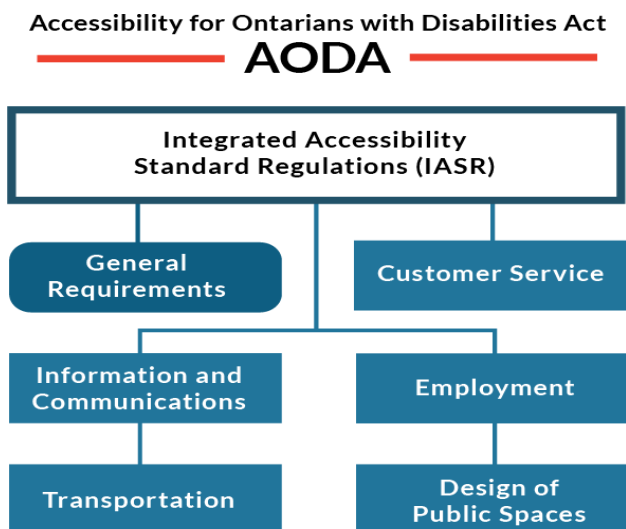 Accessibility for Ontarians with Disabilities Act
AODA
Integrated Accessibility
Standard Regulations (IASR)
General
Requirements
Customer Service
Information and
Communications
Employment
Transportation
Design of
Public Spaces